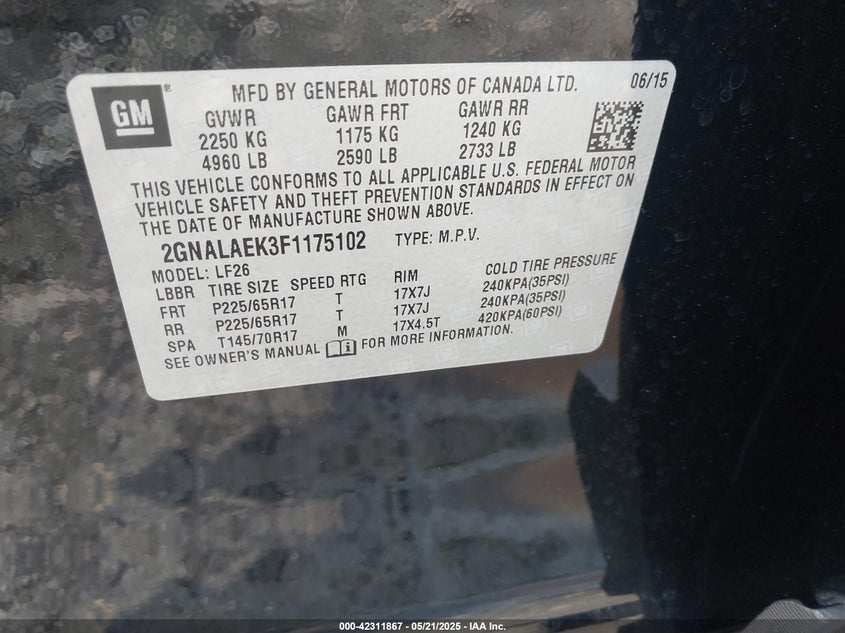 GM ®
MFD BY GENERAL MOTORS OF CANADA LTD. 06/15
GVWR GAWR FRT GAWR RR
2250 KG 1175 KG 1240 KG
4960 LB 2590 LB 2733 LB
THIS VEHICLE CONFORMS TO ALL APPLICABLE U.S. FEDERAL MOTOR
VEHICLE SAFETY AND THEFT PREVENTION STANDARDS IN EFFECT ON
THE DATE OF MANUFACTURE SHOWN ABOVE.
2GNALAEK3F1175102 TYPE: M.P.V.
MODEL: LF26
LBBR TIRE SIZE SPEED RTG RIM COLD TIRE PRESSURE
FRT P225/65R17 T 17X7J 240KPA(35PSI)
RR P225/65R17 T 17X7J 240KPA(35PSI)
SPA T145/70R17 M 17X4.5T 420KPA(60PSI)
SEE OWNER'S MANUAL FOR MORE INFORMATION.
000-42311867 — 05/21/2025 — IAA Inc.